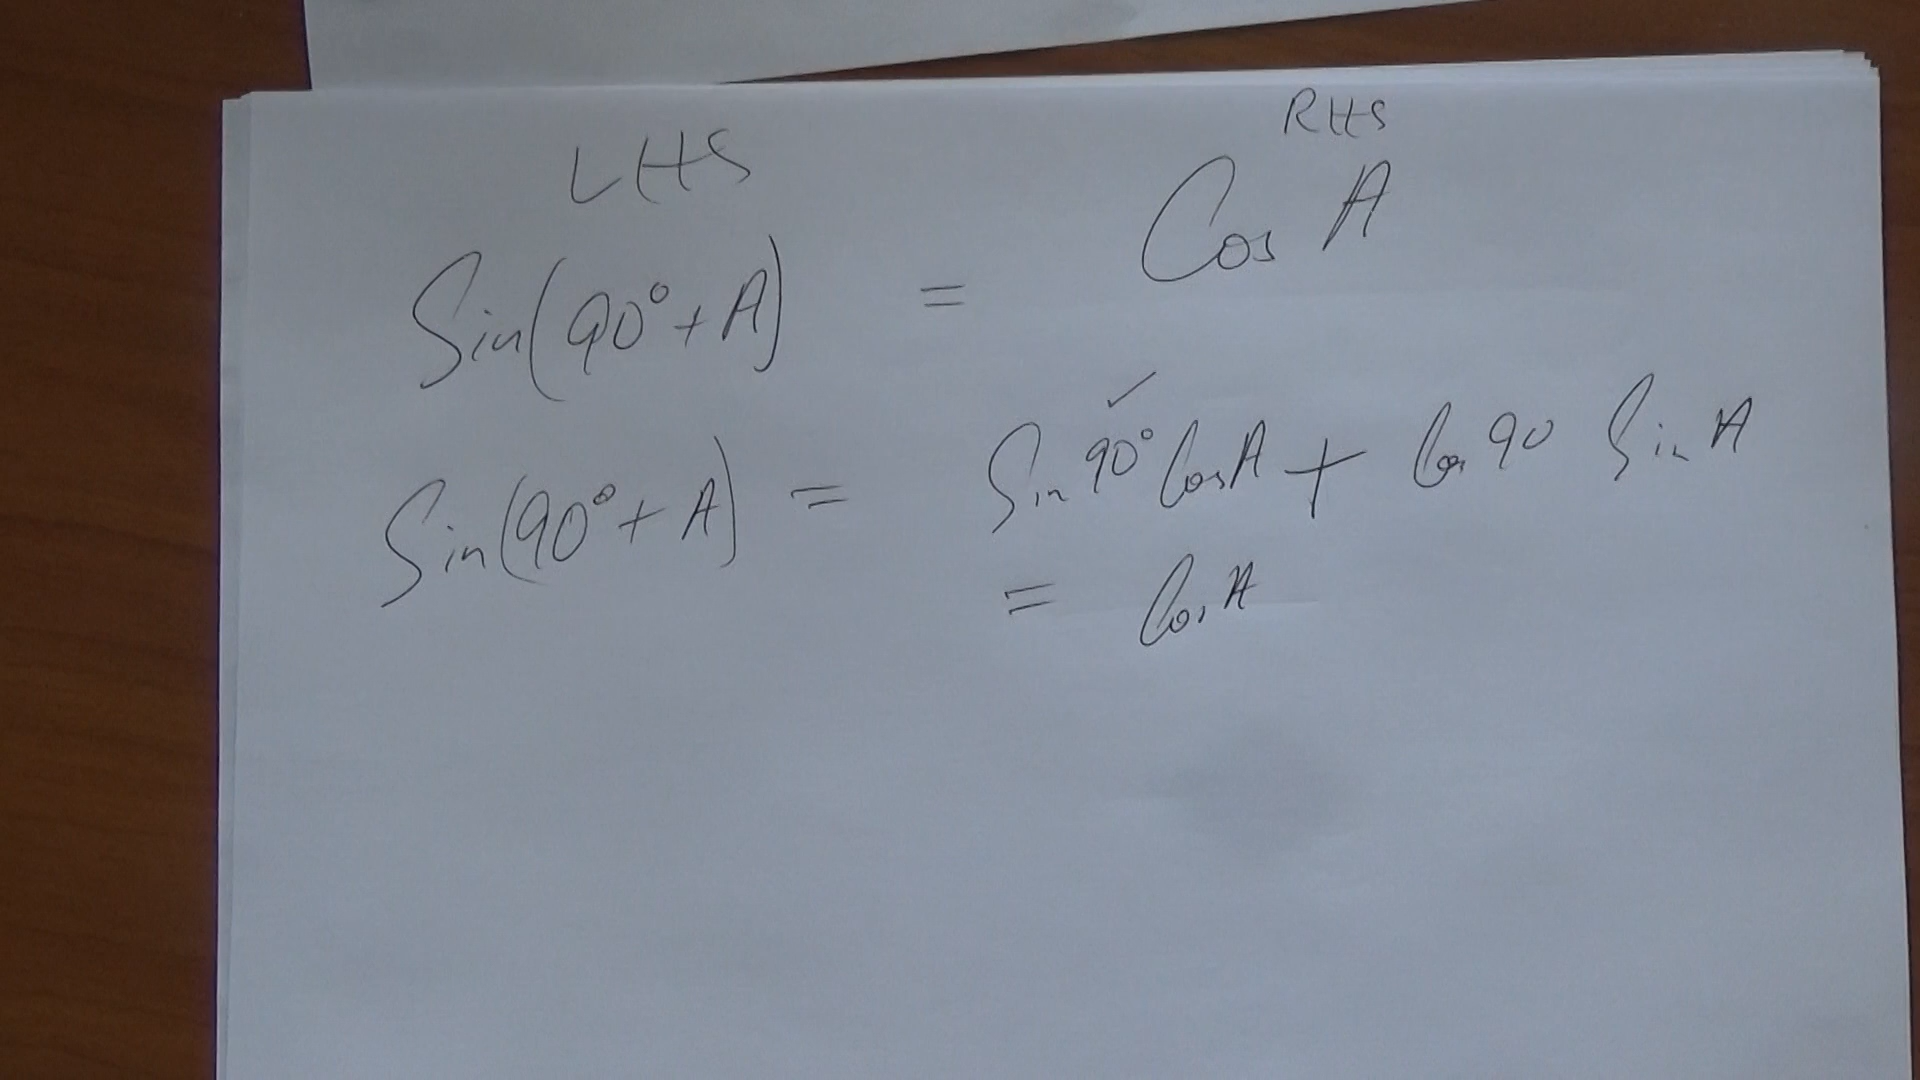 LHS RHS
Sin(90°+A) = Cos A
Sin(90°+A) = Sin 90° Cos A + Cos 90 Sin A
= Cos A